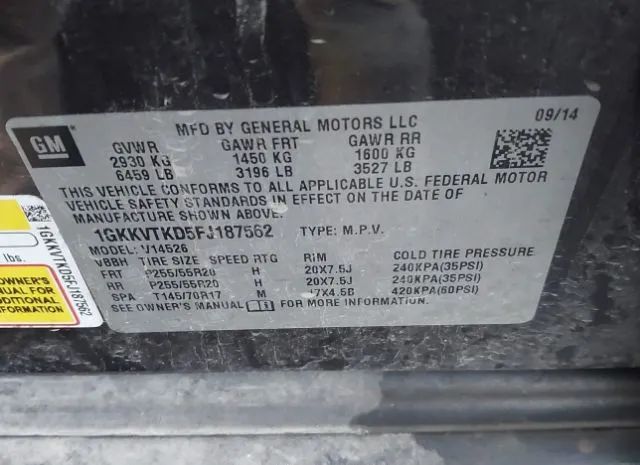 GM
MFD BY GENERAL MOTORS LLC
09/14
GVWR GAWR FRT GAWR RR
2930 KG 1450 KG 1600 KG
6459 LB 3196 LB 3527 LB
THIS VEHICLE CONFORMS TO ALL APPLICABLE U.S. FEDERAL MOTOR
VEHICLE SAFETY STANDARDS IN EFFECT ON THE DATE OF
MANUFACTURE SHOWN ABOVE.
1GKKVTKD5FJ187562 TYPE: M.P.V.
MODEL: V14526
VBBH TIRE SIZE SPEED RTG RIM COLD TIRE PRESSURE
FRT P255/55R20 H 20X7.5J 240KPA(35PSI)
RR P255/55R20 H 20X7.5J 240KPA(35PSI)
SPA T145/70R17 M 17X4.5B 420KPA(60PSI)
SEE OWNER'S MANUAL FOR MORE INFORMATION.
lbs.
OWNER'S
MANUAL FOR
ADDITIONAL
INFORMATION
1GKKVTKD5FJ187562